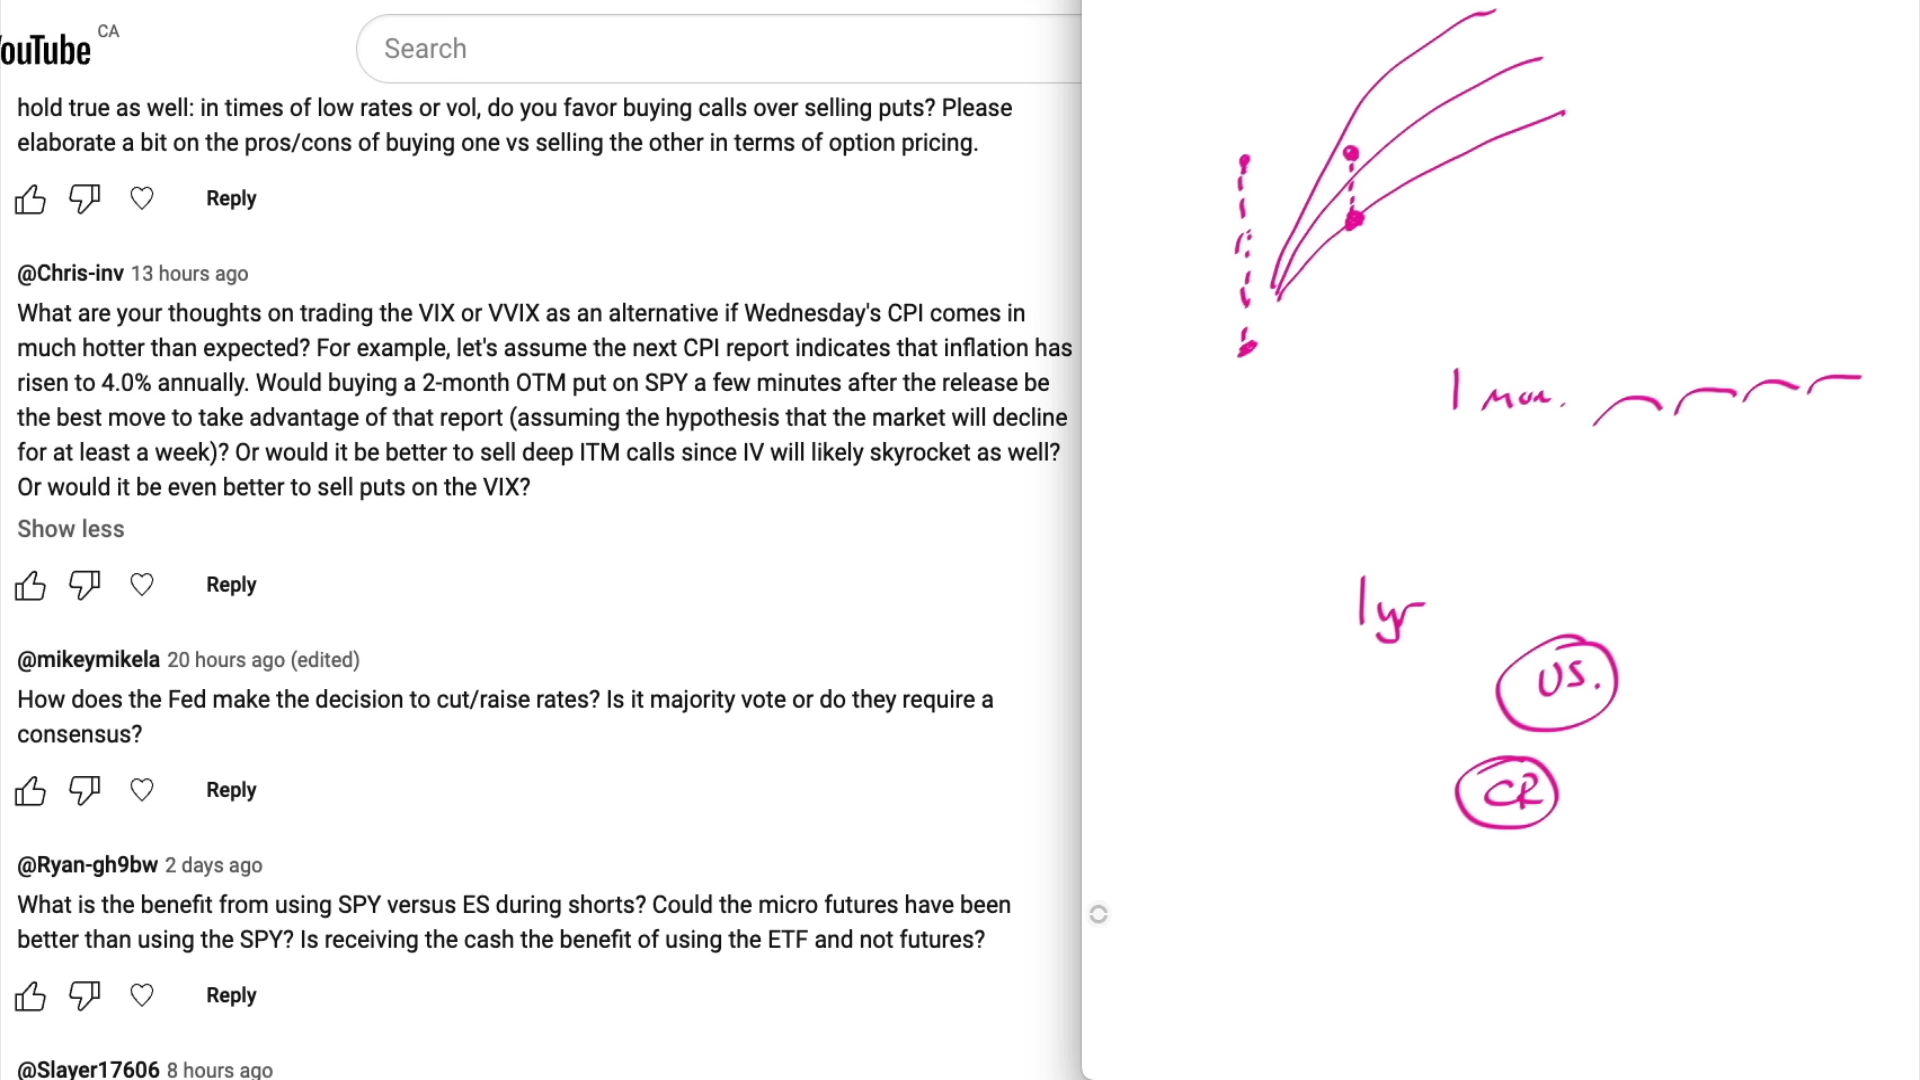 CA
ouTube
Search
hold true as well: in times of low rates or vol, do you favor buying calls over selling puts? Please
elaborate a bit on the pros/cons of buying one vs selling the other in terms of option pricing.
Reply
@Chris-inv 13 hours ago
What are your thoughts on trading the VIX or VVIX as an alternative if Wednesday's CPI comes in
much hotter than expected? For example, let's assume the next CPI report indicates that inflation has
risen to 4.0% annually. Would buying a 2-month OTM put on SPY a few minutes after the release be
the best move to take advantage of that report (assuming the hypothesis that the market will decline
for at least a week)? Or would it be better to sell deep ITM calls since IV will likely skyrocket as well?
Or would it be even better to sell puts on the VIX?
Show less
Reply
@mikeymikela 20 hours ago (edited)
How does the Fed make the decision to cut/raise rates? Is it majority vote or do they require a
consensus?
Reply
@Ryan-gh9bw 2 days ago
What is the benefit from using SPY versus ES during shorts? Could the micro futures have been
better than using the SPY? Is receiving the cash the benefit of using the ETF and not futures?
Reply
@Slayer17606 8 hours ago
1 mon.
1 yr
US.
CR